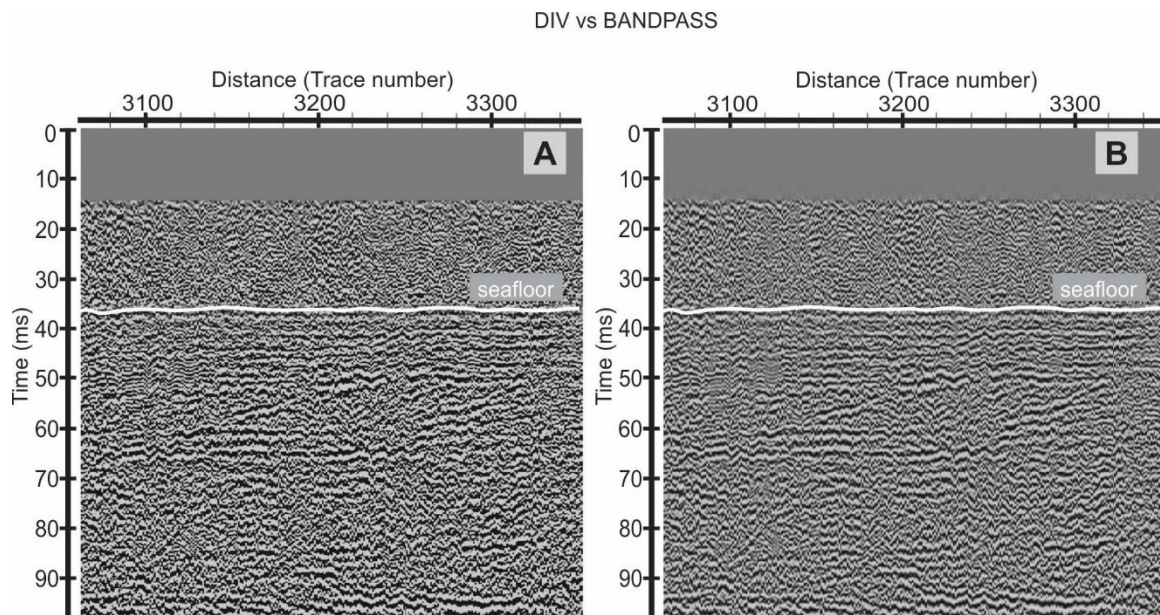 DIV vs BANDPASS
Distance (Trace number)
3100 3200 3300
A
0
10
20
30
40
50
60
70
80
90
Time (ms)
seafloor
Distance (Trace number)
3100 3200 3300
B
0
10
20
30
40
50
60
70
80
90
Time (ms)
seafloor